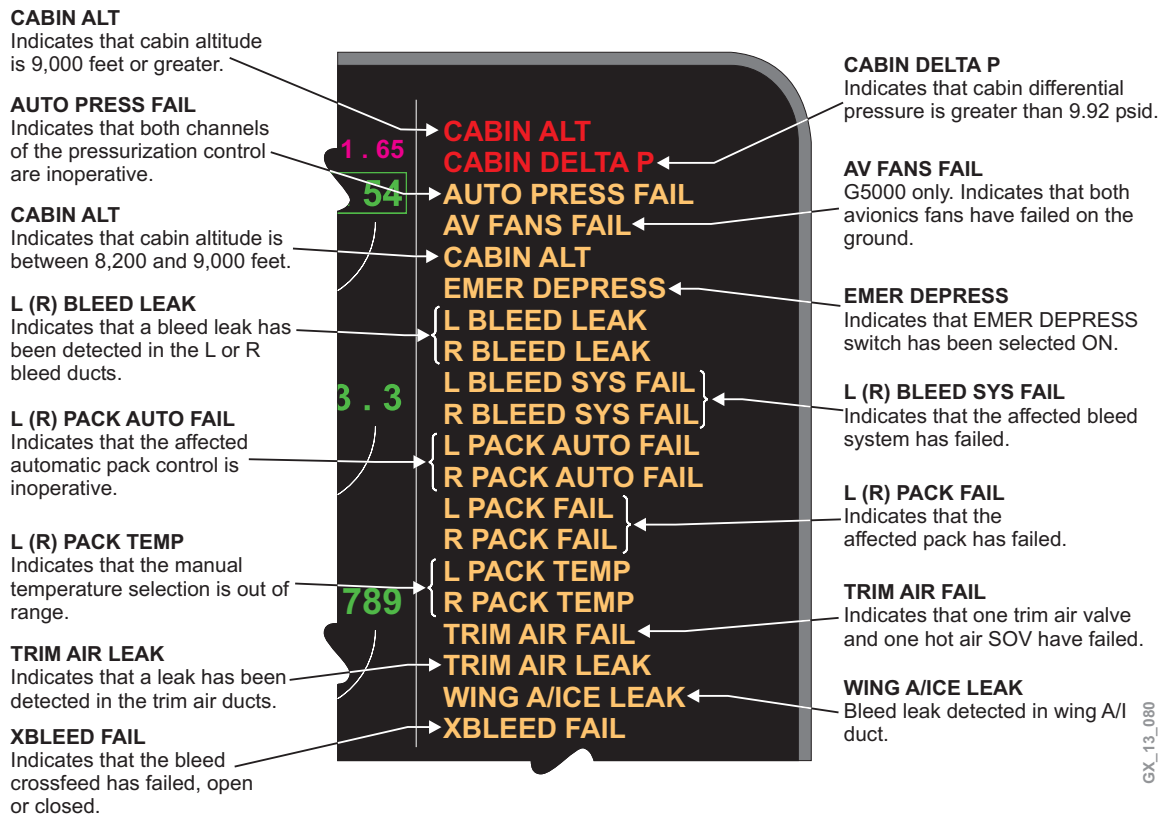 CABIN ALT
Indicates that cabin altitude
is 9,000 feet or greater.
AUTO PRESS FAIL
Indicates that both channels
of the pressurization control
are inoperative.
CABIN ALT
Indicates that cabin altitude is
between 8,200 and 9,000 feet.
L (R) BLEED LEAK
Indicates that a bleed leak has
been detected in the L or R
bleed ducts.
L (R) PACK AUTO FAIL
Indicates that the affected
automatic pack control is
inoperative.
L (R) PACK TEMP
Indicates that the manual
temperature selection is out of
range.
TRIM AIR LEAK
Indicates that a leak has been
detected in the trim air ducts.
XBLEED FAIL
Indicates that the bleed
crossfeed has failed, open
or closed.
1 . 65
54
3 . 3
789
CABIN ALT
CABIN DELTA P
AUTO PRESS FAIL
AV FANS FAIL
CABIN ALT
EMER DEPRESS
L BLEED LEAK
R BLEED LEAK
L BLEED SYS FAIL
R BLEED SYS FAIL
L PACK AUTO FAIL
R PACK AUTO FAIL
L PACK FAIL
R PACK FAIL
L PACK TEMP
R PACK TEMP
TRIM AIR FAIL
TRIM AIR LEAK
WING A/ICE LEAK
XBLEED FAIL
CABIN DELTA P
Indicates that cabin differential
pressure is greater than 9.92 psid.
AV FANS FAIL
G5000 only. Indicates that both
avionics fans have failed on the
ground.
EMER DEPRESS
Indicates that EMER DEPRESS
switch has been selected ON.
L (R) BLEED SYS FAIL
Indicates that the affected bleed
system has failed.
L (R) PACK FAIL
Indicates that the
affected pack has failed.
TRIM AIR FAIL
Indicates that one trim air valve
and one hot air SOV have failed.
WING A/ICE LEAK
Bleed leak detected in wing A/I
duct.
GX_13_080